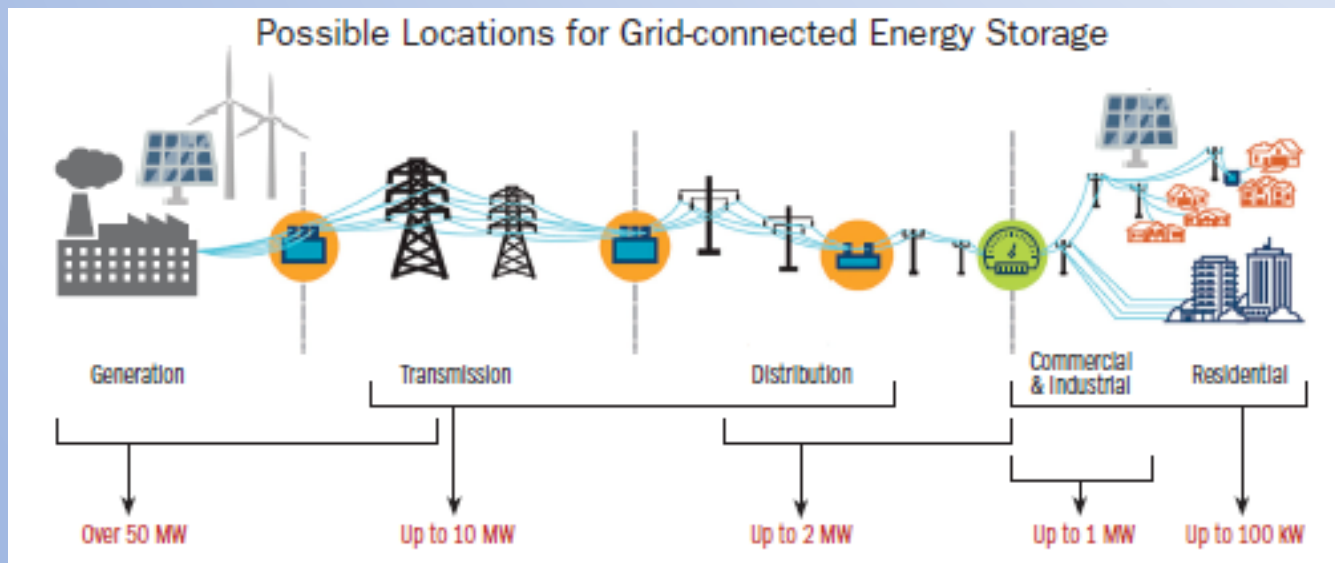 Possible Locations for Grid-connected Energy Storage
Generation
Transmission
Distribution
Commercial
& Industrial
Residential
Over 50 MW
Up to 10 MW
Up to 2 MW
Up to 1 MW
Up to 100 kW